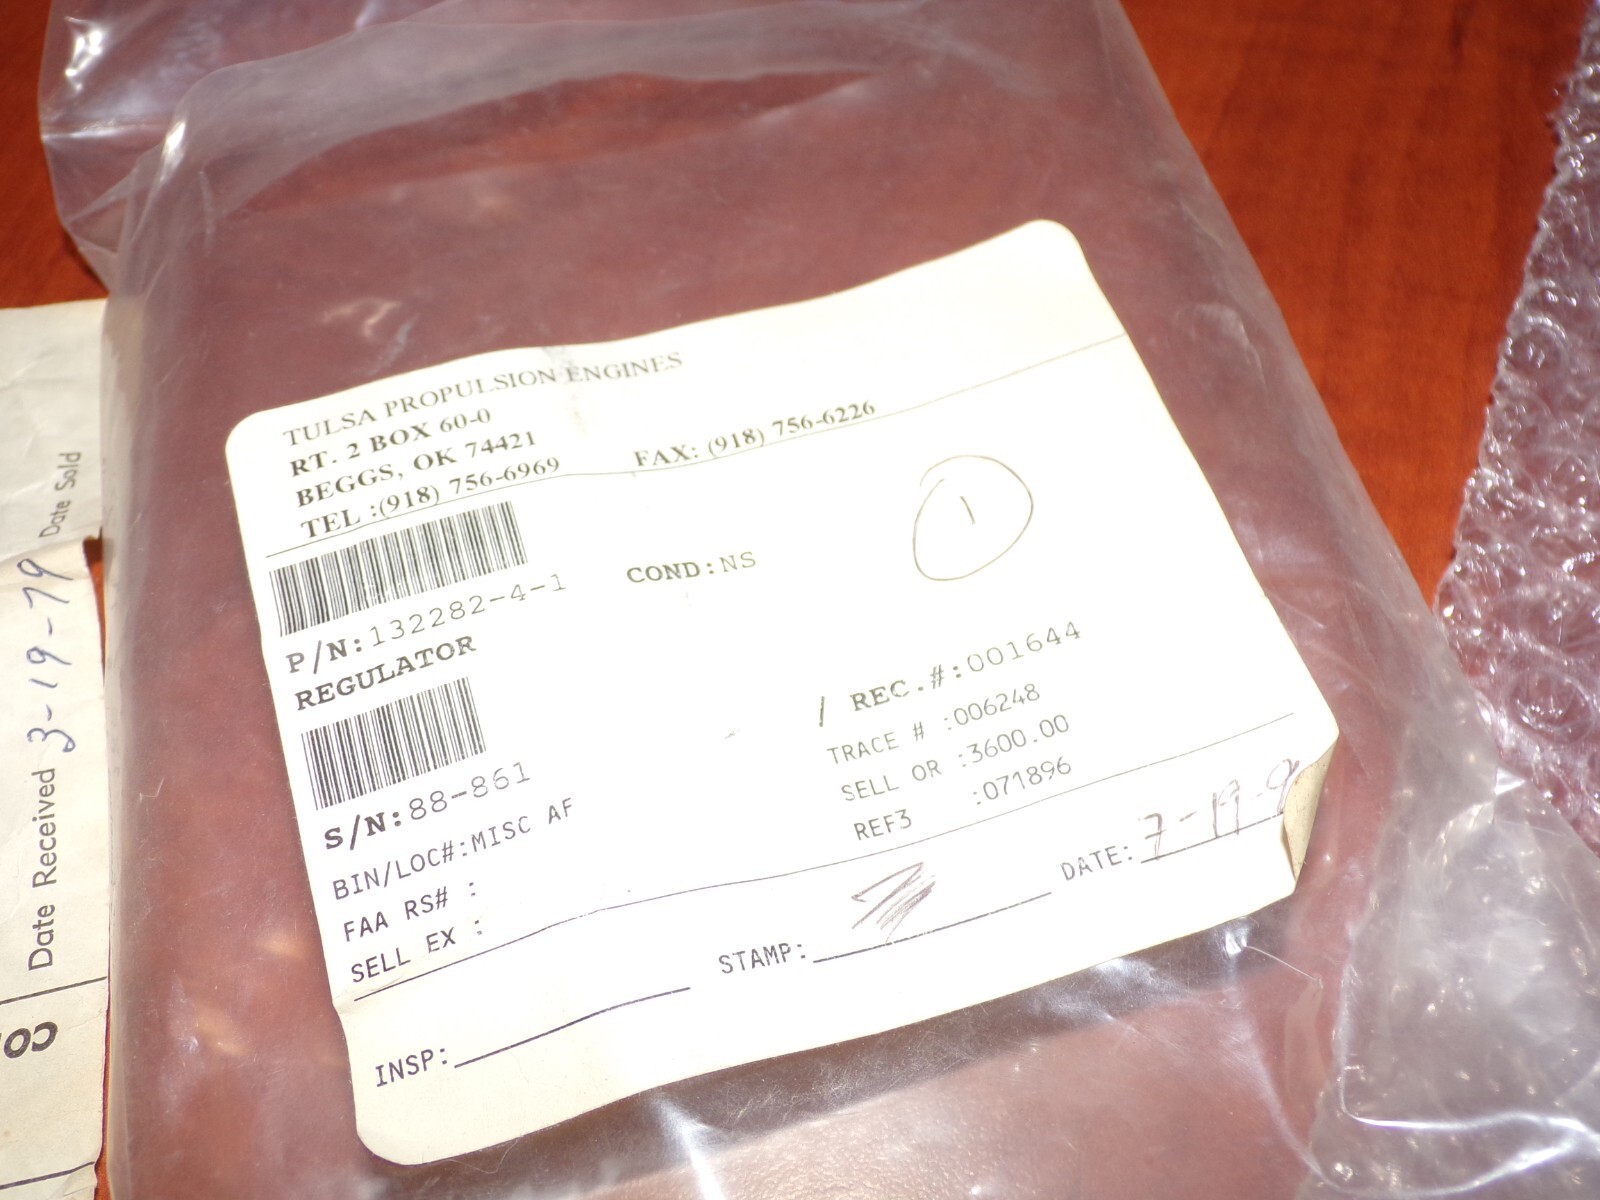 TULSA PROPULSION ENGINES
RT. 2 BOX 60-0
BEGGS, OK 74421
TEL :(918) 756-6969 FAX: (918) 756-6226
1
P/N:132282-4-1 COND:NS
REGULATOR
S/N:88-861
BIN/LOC#:MISC AF
FAA RS# :
SELL EX :
/ REC.#:001644
TRACE # :006248
SELL OR :3600.00
REF3 :071896
INSP: STAMP: DATE: 7-19-9
Date Received 3-19-79 Date Sold
CO.